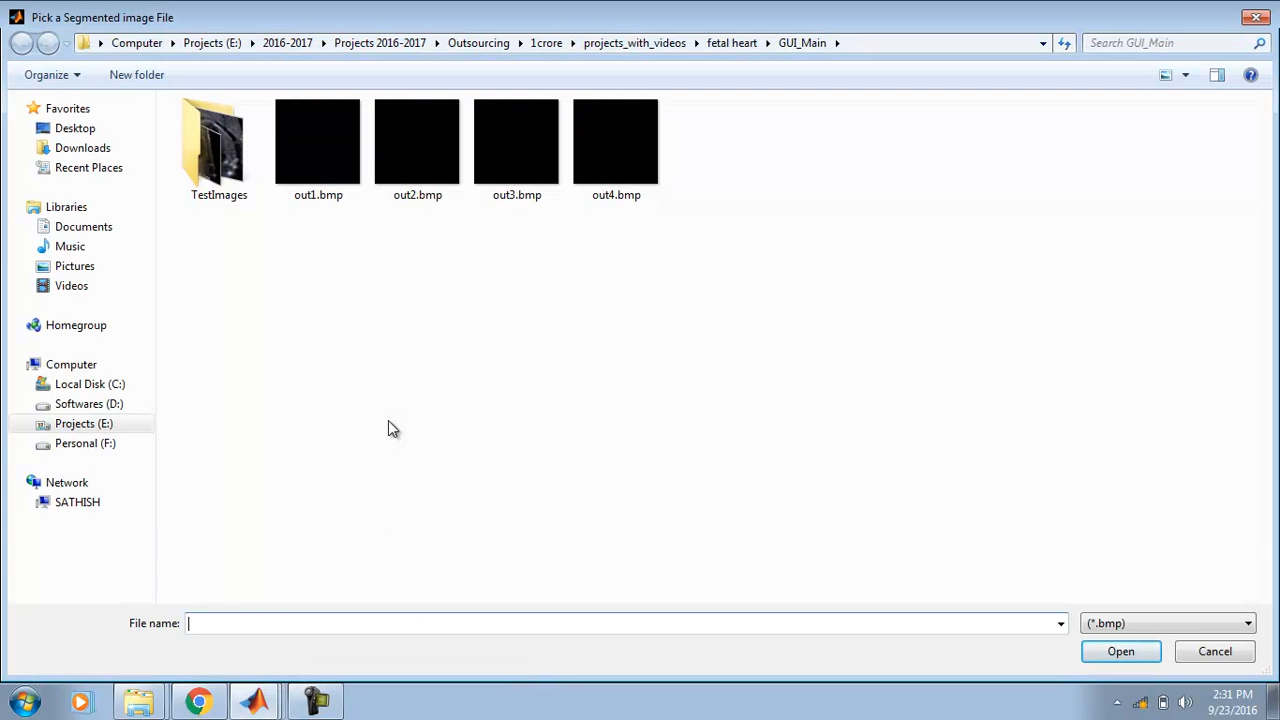 Pick a Segmented image File
Computer Projects (E:) 2016-2017 Projects 2016-2017 Outsourcing 1crore projects_with_videos fetal heart GUI_Main
Search GUI_Main
Organize New folder
Favorites
Desktop
Downloads
Recent Places
Libraries
Documents
Music
Pictures
Videos
Homegroup
Computer
Local Disk (C:)
Softwares (D:)
Projects (E:)
Personal (F:)
Network
SATHISH
TestImages out1.bmp out2.bmp out3.bmp out4.bmp
File name:
(*.bmp)
Open Cancel
2:31 PM
9/23/2016